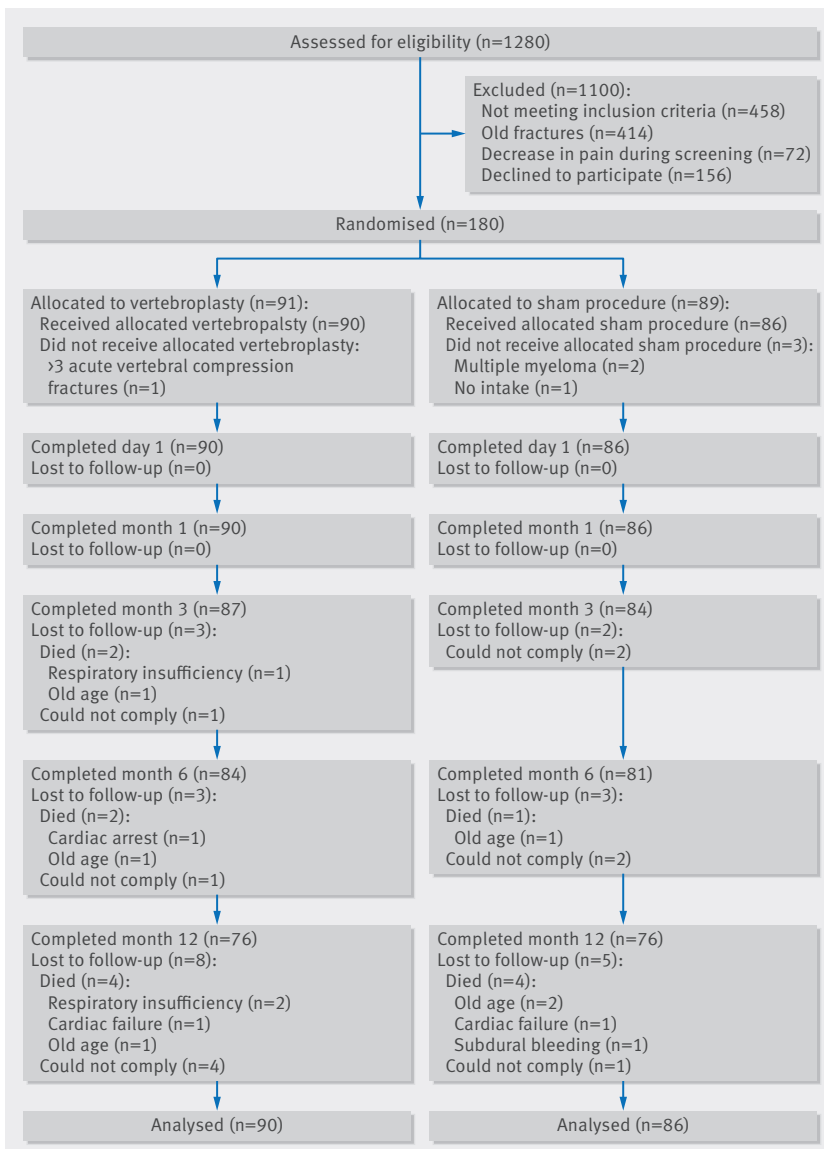 Assessed for eligibility (n=1280)
Excluded (n=1100):
Not meeting inclusion criteria (n=458)
Old fractures (n=414)
Decrease in pain during screening (n=72)
Declined to participate (n=156)
Randomised (n=180)
Allocated to vertebroplasty (n=91):
Received allocated vertebropalsty (n=90)
Did not receive allocated vertebroplasty:
>3 acute vertebral compression
fractures (n=1)
Allocated to sham procedure (n=89):
Received allocated sham procedure (n=86)
Did not receive allocated sham procedure (n=3):
Multiple myeloma (n=2)
No intake (n=1)
Completed day 1 (n=90)
Lost to follow-up (n=0)
Completed day 1 (n=86)
Lost to follow-up (n=0)
Completed month 1 (n=90)
Lost to follow-up (n=0)
Completed month 1 (n=86)
Lost to follow-up (n=0)
Completed month 3 (n=87)
Lost to follow-up (n=3):
Died (n=2):
Respiratory insufficiency (n=1)
Old age (n=1)
Could not comply (n=1)
Completed month 3 (n=84)
Lost to follow-up (n=2):
Could not comply (n=2)
Completed month 6 (n=84)
Lost to follow-up (n=3):
Died (n=2):
Cardiac arrest (n=1)
Old age (n=1)
Could not comply (n=1)
Completed month 6 (n=81)
Lost to follow-up (n=3):
Died (n=1):
Old age (n=1)
Could not comply (n=2)
Completed month 12 (n=76)
Lost to follow-up (n=8):
Died (n=4):
Respiratory insufficiency (n=2)
Cardiac failure (n=1)
Old age (n=1)
Could not comply (n=4)
Completed month 12 (n=76)
Lost to follow-up (n=5):
Died (n=4):
Old age (n=2)
Cardiac failure (n=1)
Subdural bleeding (n=1)
Could not comply (n=1)
Analysed (n=90)
Analysed (n=86)